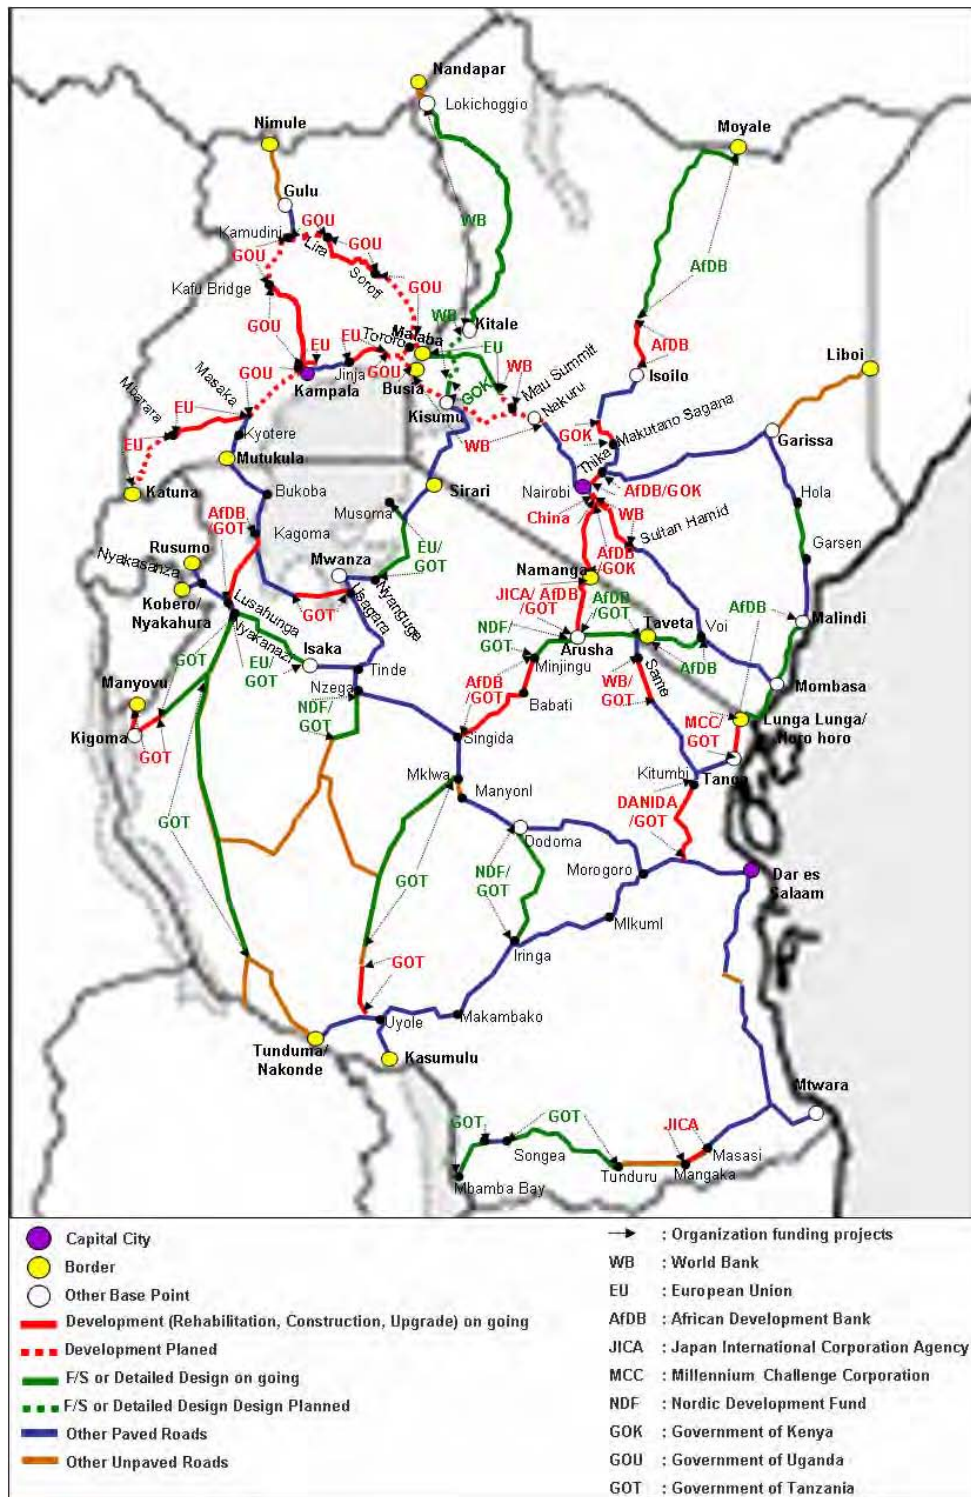 Nandapar
Lokichoggio
Nimule
Moyale
Gulu
GOU
Kamudini
Lira
WB
GOU
GOU
Soroti
AfDB
Kafu Bridge
GOU
WB
Kitale
GOU
EU
EU
Tororo
Malaba
EU
AfDB
Liboi
GOU
Jinja
GOU
WB
Mau Summit
Isoilo
Kampala
Busia
GOK
Masaka
Kisumu
Nakuru
Mbarara
EU
Makutano Sagana
GOK
Kyotere
WB
Garissa
EU
Thika
Mutukula
Katuna
Bukoba
Sirari
Nairobi
AfDB/GOK
Hola
Musoma
China
WB
AfDB
/GOT
Kagoma
Sultan Hamid
Rusumo
EU/
GOT
AfDB
/GOK
Garsen
Nyakasanza
Mwanza
Namanga
Kobero/
Nyakahura
Nyanguge
JICA/ AfDB
/GOT
AfDB
/GOT
Lusahunga
GOT
Usagara
NDF/
GOT
Taveta
AfDB
Malindi
Nyakanazi
Arusha
Voi
GOT
EU/
GOT
Isaka
Minjingu
AfDB
Manyovu
Tinde
Same
Mombasa
Nzega
AfDB
/GOT
WB/
GOT
Babati
Kigoma
NDF/
GOT
MCC/
GOT
Lunga Lunga/
Horo horo
GOT
Singida
Kitumbi
Tanga
Mklwa
Manyonl
DANIDA
/GOT
GOT
Dodoma
GOT
NDF/
GOT
Morogoro
Dar es
Salaam
Mlkuml
Iringa
GOT
Uyole
Makambako
Tunduma/
Nakonde
Kasumulu
Mtwara
GOT
GOT
JICA
Songea
Masasi
Mbamba Bay
Tunduru
Mangaka
Capital City
Border
Other Base Point
Development (Rehabilitation, Construction, Upgrade) on going
Development Planed
F/S or Detailed Design on going
F/S or Detailed Design Design Planned
Other Paved Roads
Other Unpaved Roads
: Organization funding projects
WB : World Bank
EU : European Union
AfDB : African Development Bank
JICA : Japan International Corporation Agency
MCC : Millennium Challenge Corporation
NDF : Nordic Development Fund
GOK : Government of Kenya
GOU : Government of Uganda
GOT : Government of Tanzania